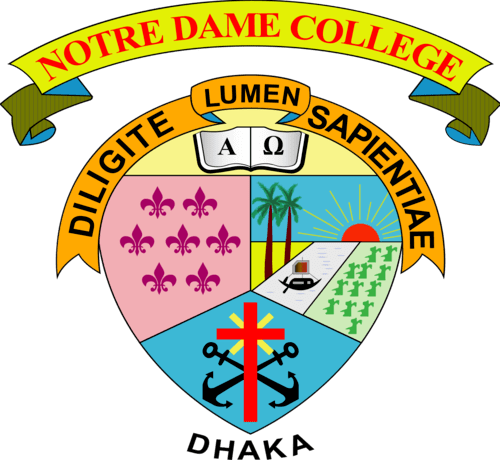 NOTRE DAME COLLEGE
DILIGITE LUMEN SAPIENTIAE
Α Ω
DHAKA